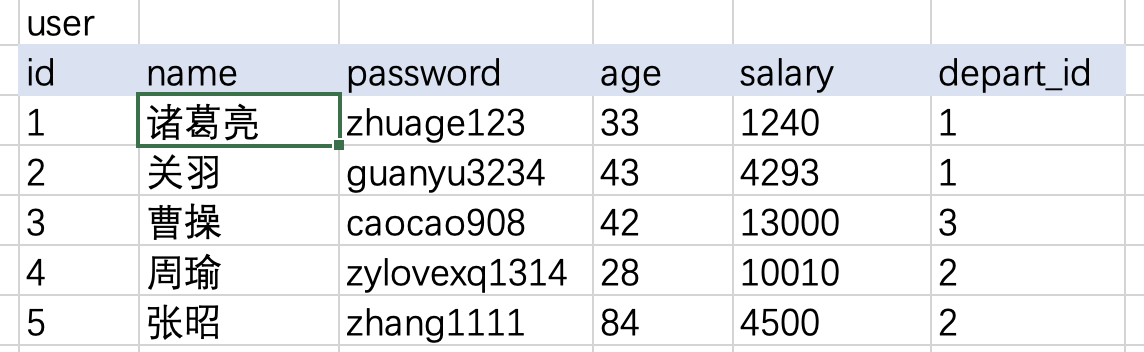 user
id name password age salary depart_id
1 诸葛亮 zhuage123 33 1240 1
2 关羽 guanyu3234 43 4293 1
3 曹操 caocao908 42 13000 3
4 周瑜 zylovexq1314 28 10010 2
5 张昭 zhang1111 84 4500 2